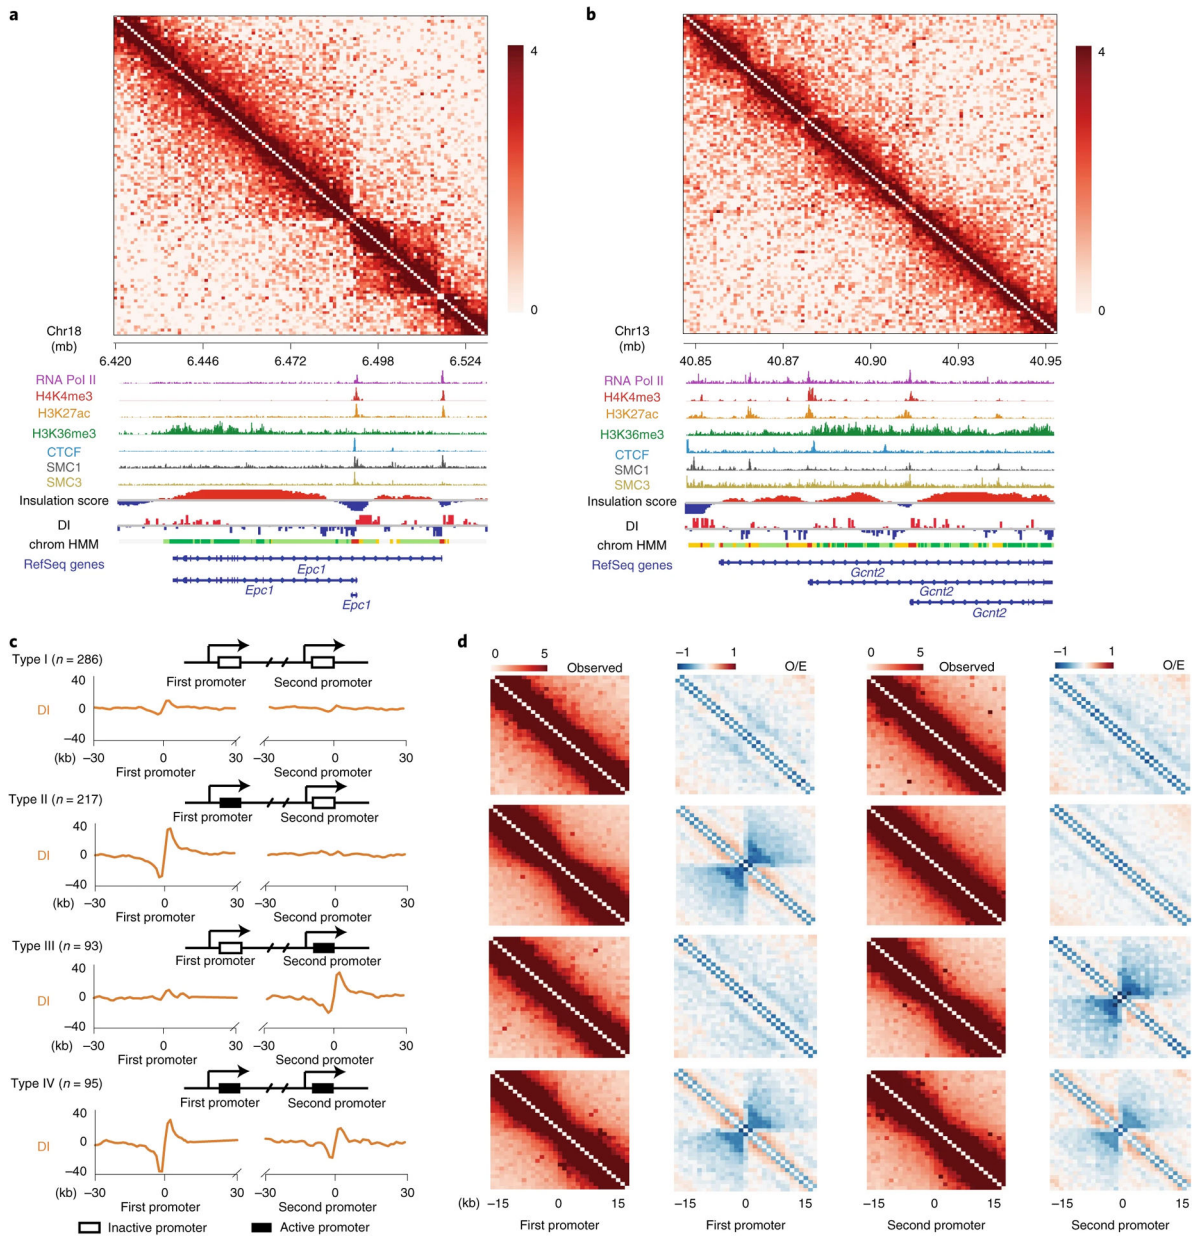 a
4
0
Chr18
(mb)
6.420 6.446 6.472 6.498 6.524
RNA Pol II
H4K4me3
H3K27ac
H3K36me3
CTCF
SMC1
SMC3
Insulation score
DI
chrom HMM
RefSeq genes
Epc1
Epc1
Epc1
b
4
0
Chr13
(mb)
40.85 40.87 40.90 40.93 40.95
RNA Pol II
H4K4me3
H3K27ac
H3K36me3
CTCF
SMC1
SMC3
Insulation score
DI
chrom HMM
RefSeq genes
Gcnt2
Gcnt2
Gcnt2
c
Type I (n = 286)
First promoter Second promoter
40
DI 0
−40
(kb) −30 0 30 −30 0 30
First promoter Second promoter
Type II (n = 217)
First promoter Second promoter
40
DI 0
−40
(kb) −30 0 30 −30 0 30
First promoter Second promoter
Type III (n = 93)
First promoter Second promoter
40
DI 0
−40
(kb) −30 0 30 −30 0 30
First promoter Second promoter
Type IV (n = 95)
First promoter Second promoter
40
DI 0
−40
−30 0 30 −30 0 30
First promoter Second promoter
Inactive promoter Active promoter
d
0 5 Observed −1 1 O/E 0 5 Observed −1 1 O/E
(kb) −15 0 15 −15 0 15 −15 0 15 −15 0 15
First promoter First promoter Second promoter Second promoter